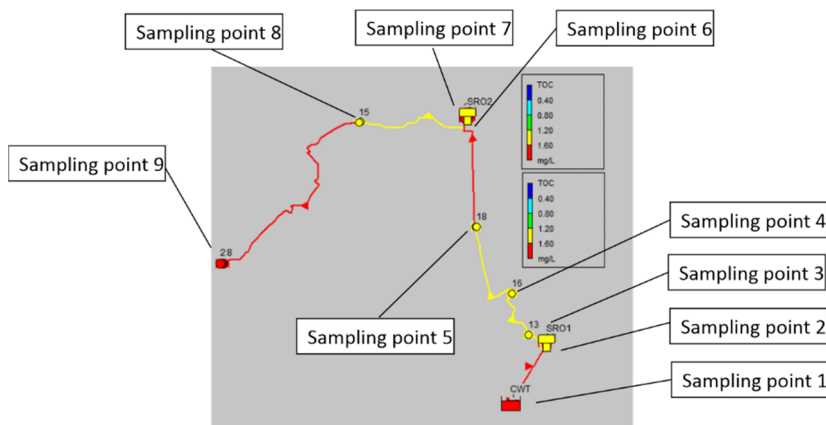 Sampling point 8
Sampling point 7
Sampling point 6
15
SRO2
TOC
0.40
0.80
1.20
1.60
mg/L
Sampling point 9
TOC
0.40
0.80
1.20
1.60
mg/L
18
28
Sampling point 4
16
Sampling point 3
Sampling point 5
13
SRO1
Sampling point 2
CWT
Sampling point 1